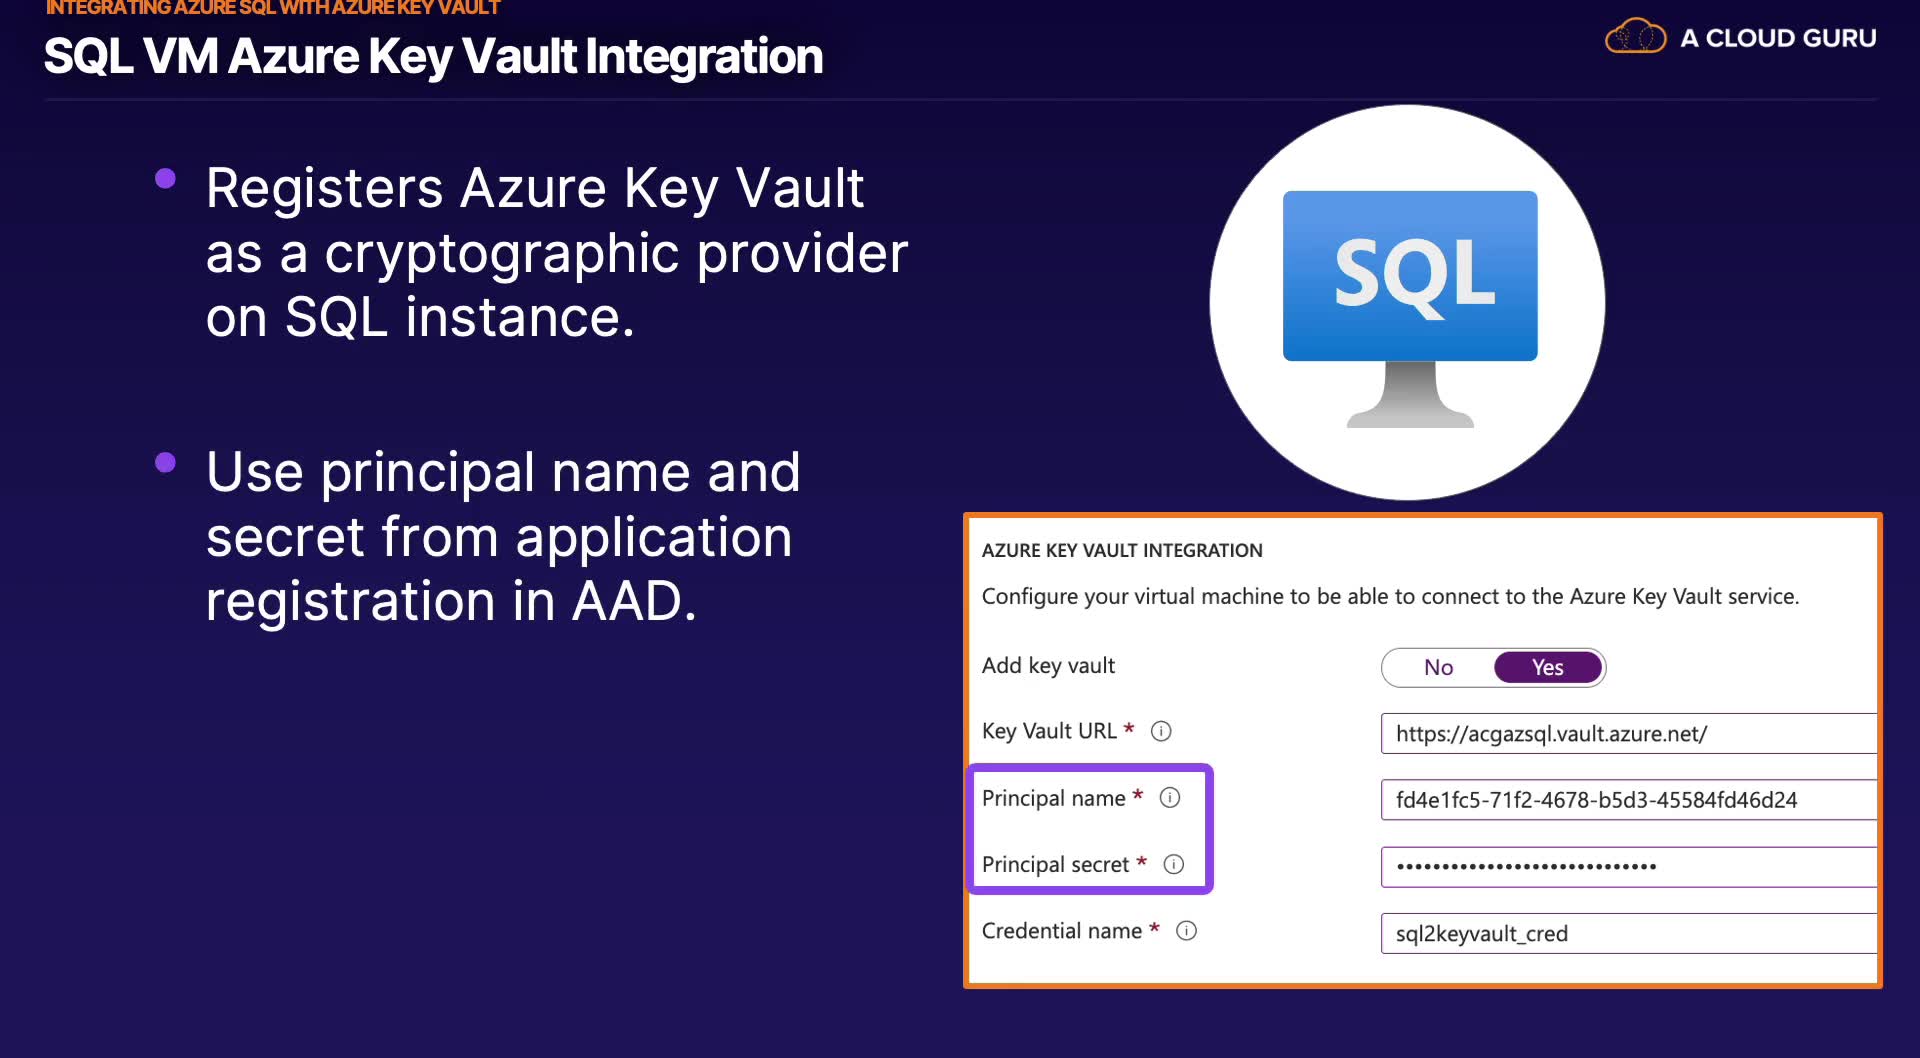 INTEGRATING AZURE SQL WITH AZURE KEY VAULT
SQL VM Azure Key Vault Integration
A CLOUD GURU
Registers Azure Key Vault
as a cryptographic provider
on SQL instance.
Use principal name and
secret from application
registration in AAD.
SQL
AZURE KEY VAULT INTEGRATION
Configure your virtual machine to be able to connect to the Azure Key Vault service.
Add key vault No Yes
Key Vault URL * https://acgazsql.vault.azure.net/
Principal name * fd4e1fc5-71f2-4678-b5d3-45584fd46d24
Principal secret * •••••••••••••••••••••••••••••
Credential name * sql2keyvault_cred